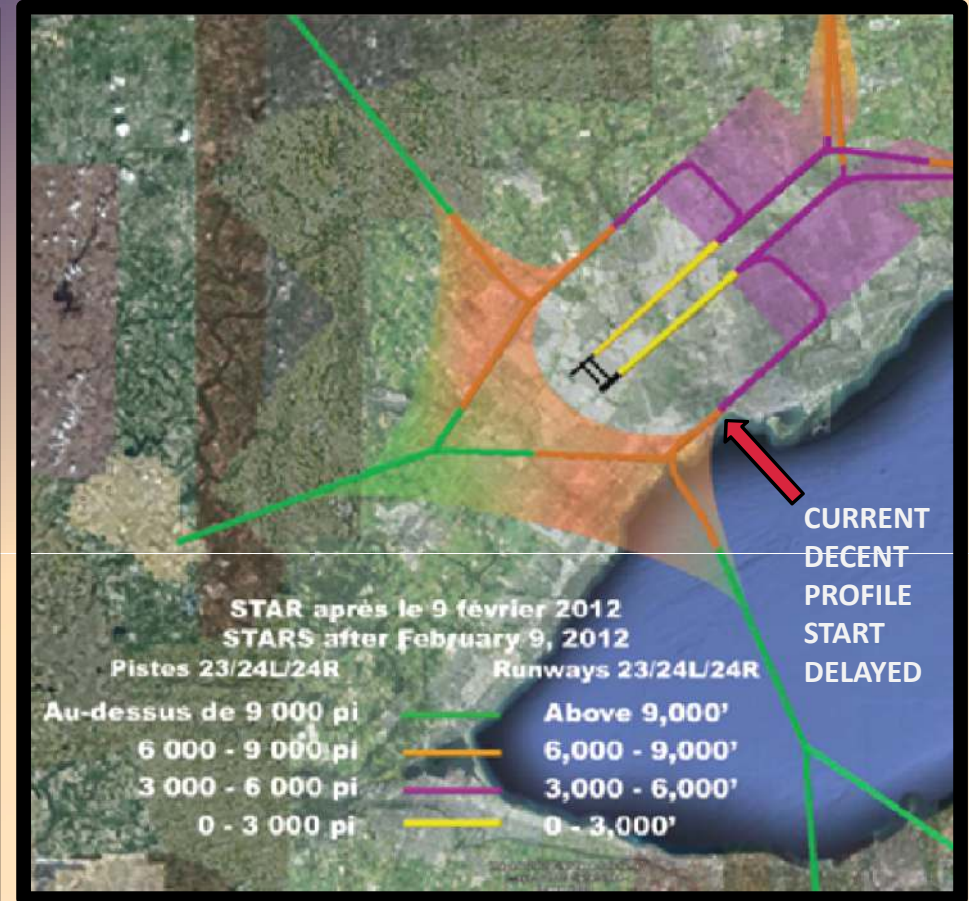 CURRENT
DECENT
PROFILE
START
DELAYED
STAR après le 9 février 2012
STARS after February 9, 2012
Pistes 23/24L/24R Runways 23/24L/24R
Au-dessus de 9 000 pi Above 9,000'
6 000 - 9 000 pi 6,000 - 9,000'
3 000 - 6 000 pi 3,000 - 6,000'
0 - 3 000 pi 0 - 3,000'